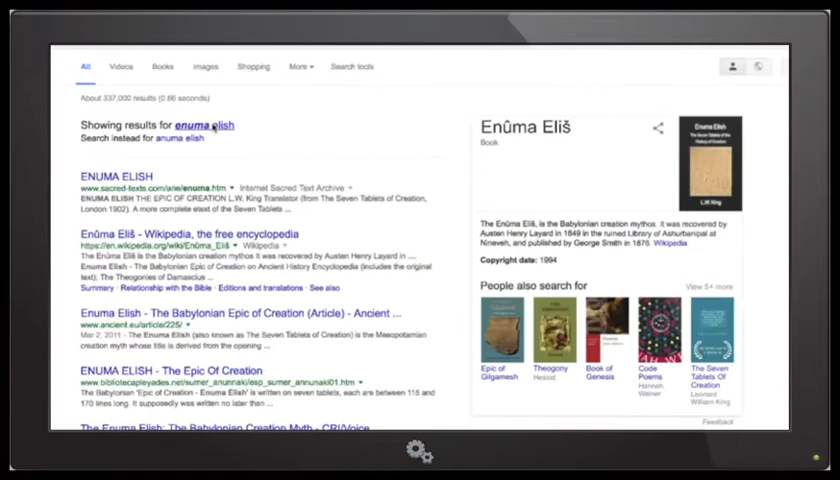 All Videos Books Images Shopping More Search tools
About 337,000 results (0.66 seconds)
Showing results for enuma elish
Search instead for anuma elish
ENUMA ELISH
www.sacred-texts.com/ane/enuma.htm Internet Sacred Text Archive
ENUMA ELISH THE EPIC OF CREATION L.W. King Translator (from The Seven Tablets of Creation,
London 1902). A more complete etext of the Seven Tablets ...
Enûma Eliš - Wikipedia, the free encyclopedia
https://en.wikipedia.org/wiki/Enûma_Eliš Wikipedia
The Enûma Eliš is the Babylonian creation mythos It was recovered by Austen Henry Layard in ...
Enuma Elish - The Babylonian Epic of Creation on Ancient History Encyclopedia (includes the original
text); The Theogonies of Damascius ...
Summary · Relationship with the Bible · Editions and translations · See also
Enuma Elish - The Babylonian Epic of Creation (Article) - Ancient ...
www.ancient.eu/article/225/
Mar 2, 2011 - The Enuma Elish (also known as The Seven Tablets of Creation) is the Mesopotamian
creation myth whose title is derived from the opening ...
ENUMA ELISH - The Epic Of Creation
www.bibliotecapleyades.net/sumer_anunnaki/esp_sumer_annunaki01.htm
The Babylonian 'Epic of Creation - Enuma Elish' is written on seven tablets, each are between 115 and
170 lines long. It supposedly was written no later than ...
The Enuma Elish: The Babylonian Creation Myth - CRI/Voice
Enûma Eliš
Book
Enuma Elish
The Seven Tablets of the
History of Creation
L.W. King
The Enûma Eliš, is the Babylonian creation mythos. It was recovered by
Austen Henry Layard in 1849 in the ruined Library of Ashurbanipal at
Nineveh, and published by George Smith in 1876. Wikipedia
Copyright date: 1994
People also search for View 5+ more
Epic of Gilgamesh
Theogony Hesiod
Book of Genesis
Code Poems Hannah Weiner
The Seven Tablets Of Creation Leonard William King
Feedback